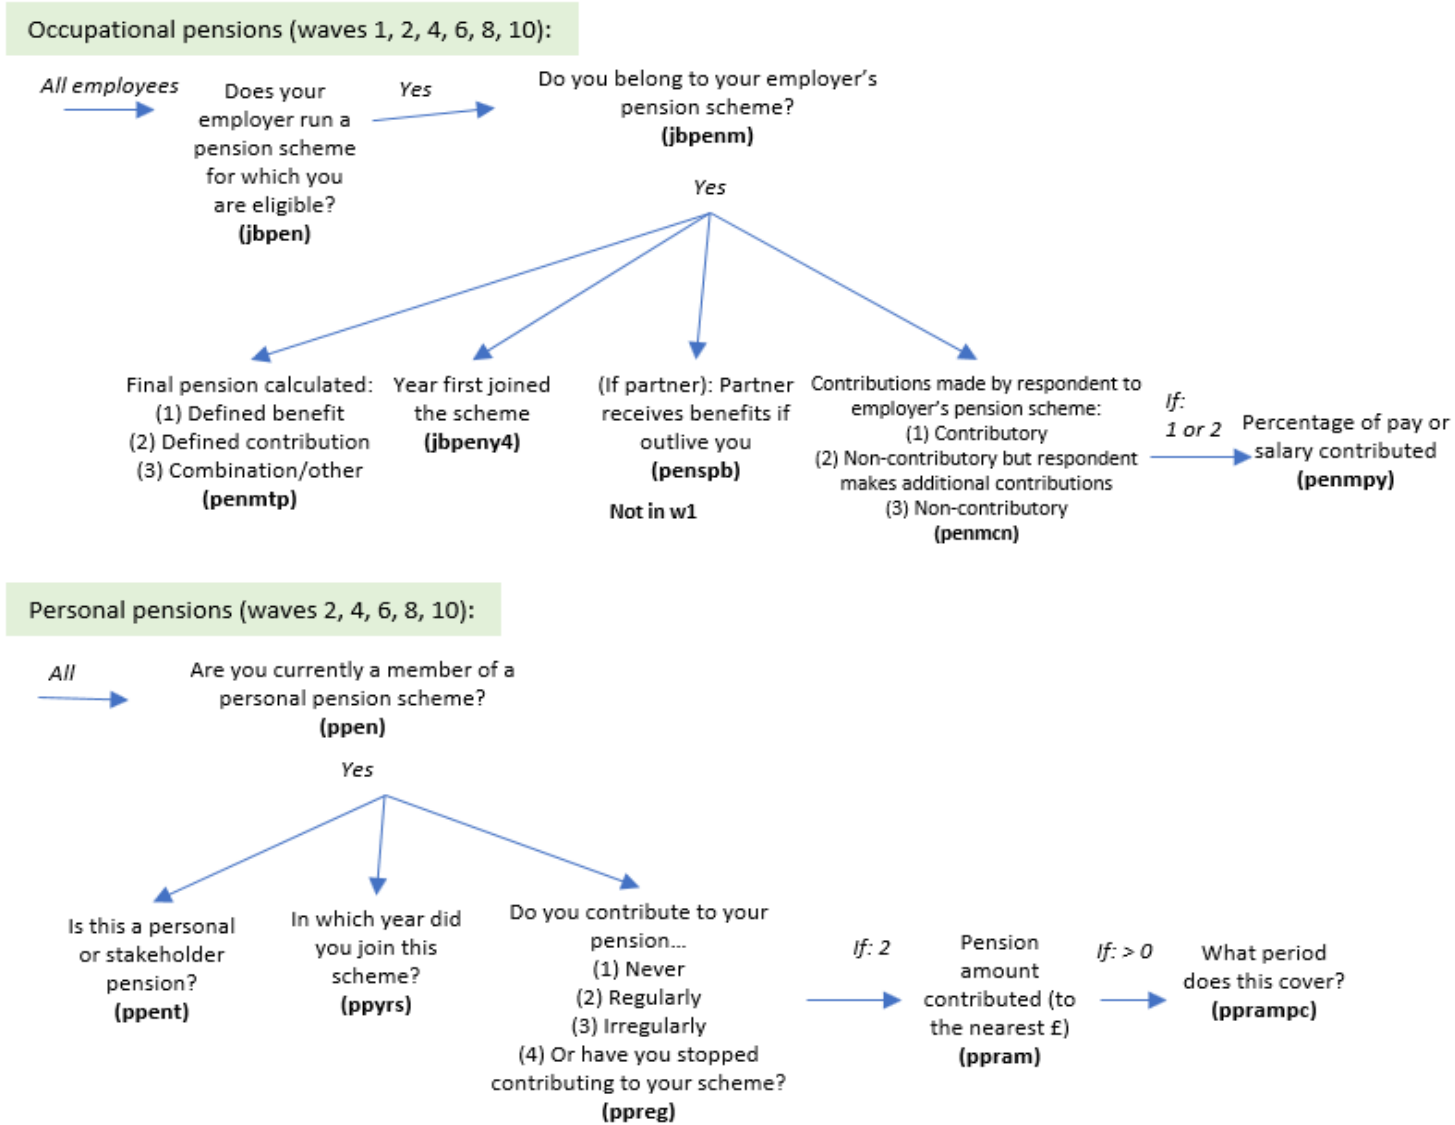 Occupational pensions (waves 1, 2, 4, 6, 8, 10):
All employees
Does your
employer run a
pension scheme
for which you
are eligible?
(jbpen)
Yes
Do you belong to your employer’s
pension scheme?
(jbpenm)
Yes
Final pension calculated:
(1) Defined benefit
(2) Defined contribution
(3) Combination/other
(penmtp)
Year first joined
the scheme
(jbpeny4)
(If partner): Partner
receives benefits if
outlive you
(penspb)
Not in w1
Contributions made by respondent to
employer’s pension scheme:
(1) Contributory
(2) Non-contributory but respondent
makes additional contributions
(3) Non-contributory
(penmcn)
If:
1 or 2
Percentage of pay or
salary contributed
(penmpy)
Personal pensions (waves 2, 4, 6, 8, 10):
All
Are you currently a member of a
personal pension scheme?
(ppen)
Yes
Is this a personal
or stakeholder
pension?
(ppent)
In which year did
you join this
scheme?
(ppyrs)
Do you contribute to your
pension...
(1) Never
(2) Regularly
(3) Irregularly
(4) Or have you stopped
contributing to your scheme?
(ppreg)
If: 2
Pension
amount
contributed (to
the nearest £)
(ppram)
If: > 0
What period
does this cover?
(pprampc)